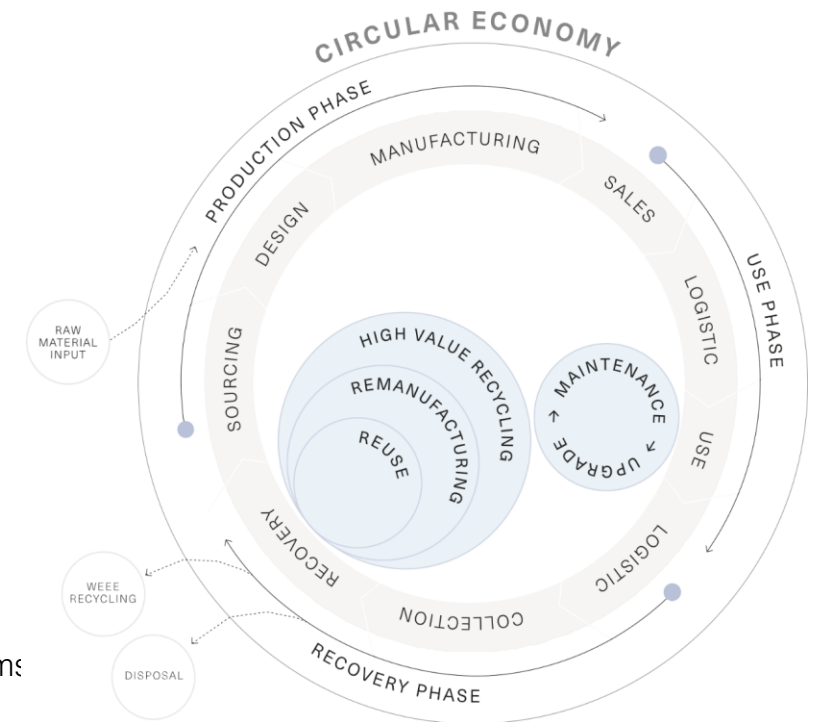 CIRCULAR ECONOMY
PRODUCTION PHASE
MANUFACTURING
SALES
DESIGN
USE PHASE
LOGISTIC
RAW
MATERIAL
INPUT
SOURCING
HIGH VALUE RECYCLING
REMANUFACTURING
REUSE
MAINTENANCE
UPGRADE
USE
LOGISTIC
RECOVERY
COLLECTION
WEEE
RECYCLING
RECOVERY PHASE
DISPOSAL